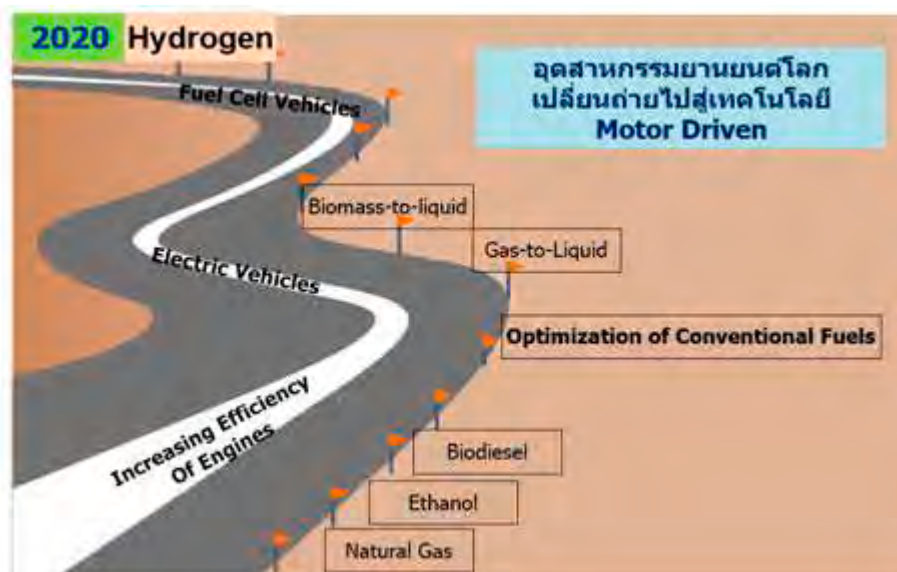 2020 Hydrogen
อุตสาหกรรมยานยนต์โลก
เปลี่ยนถ่ายไปสู่เทคโนโลยี
Motor Driven
Fuel Cell Vehicles
Biomass-to-liquid
Gas-to-Liquid
Electric Vehicles
Optimization of Conventional Fuels
Increasing Efficiency
Of Engines
Biodiesel
Ethanol
Natural Gas